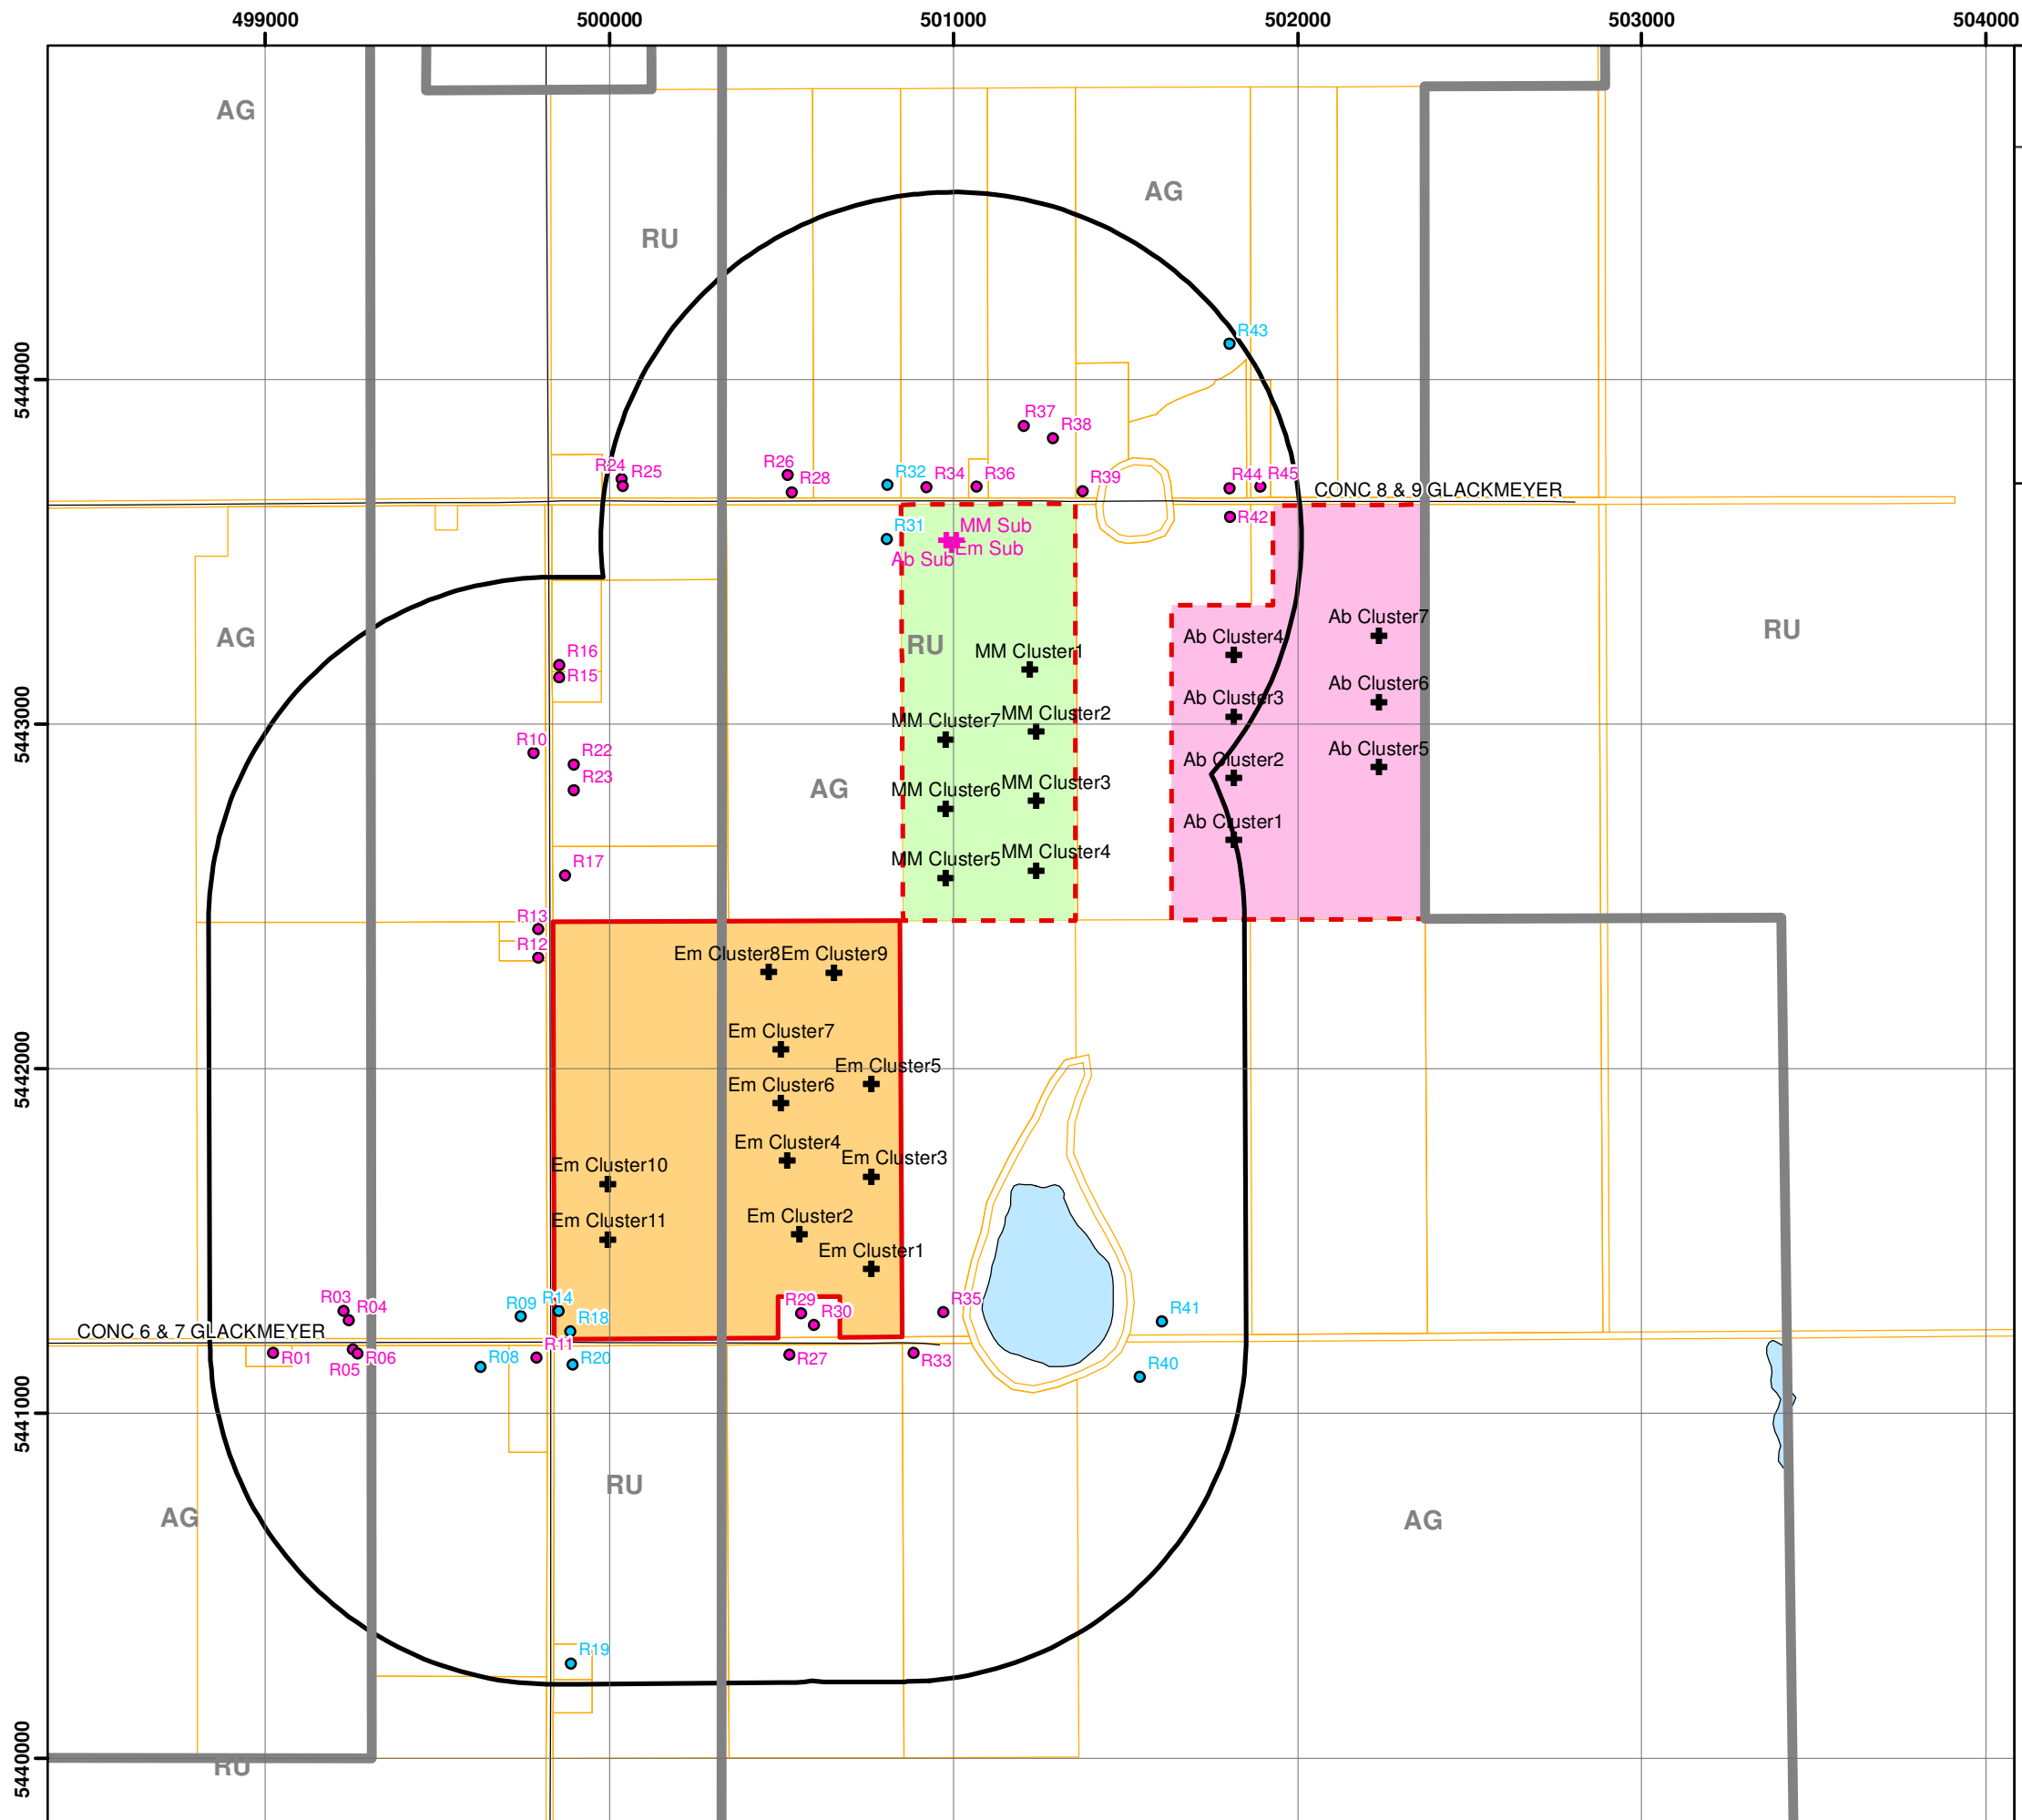 499000 500000 501000 502000 503000 504000
AG
AG
RU
R43
5444000
R37
R38
R24 R25
R26
R28
R32 R34 R36
R39
R44 R45
CONC 8 & 9 GLACKMEYER
R42
R31
MM Sub
Em Sub
Ab Sub
Ab Cluster7
RU
AG
RU
Ab Cluster4
R16
MM Cluster1
R15
Ab Cluster6
Ab Cluster3
MM Cluster2
MM Cluster7
5443000
R10
R22
Ab Cluster5
Ab Cluster2
R23
MM Cluster3
AG
MM Cluster6
Ab Cluster1
MM Cluster4
R17
MM Cluster5
R13
R12
Em Cluster8 Em Cluster9
Em Cluster7
5442000
Em Cluster5
Em Cluster6
Em Cluster4
Em Cluster3
Em Cluster10
Em Cluster2
Em Cluster11
Em Cluster1
R03
R04
R09 R14
R18
R29
R30
R35
R41
CONC 6 & 7 GLACKMEYER
R11
R01
R05
R06
R08
R20
R27
R33
R40
5441000
RU
AG
AG
R19
5440000
RU